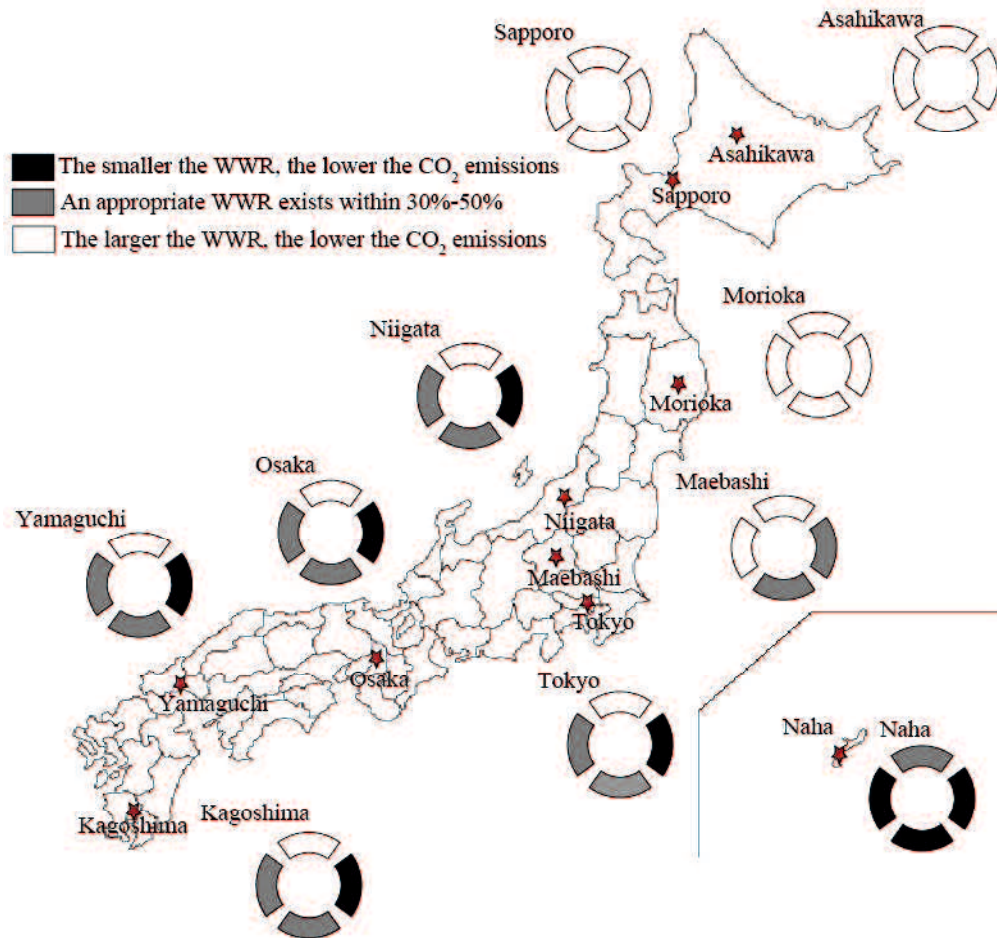 Sapporo
Asahikawa
The smaller the WWR, the lower the CO₂ emissions
An appropriate WWR exists within 30%-50%
The larger the WWR, the lower the CO₂ emissions
Asahikawa
Sapporo
Niigata
Morioka
Morioka
Osaka
Maebashi
Yamaguchi
Niigata
Maebashi
Tokyo
Osaka
Tokyo
Yamaguchi
Naha
Naha
Kagoshima
Kagoshima